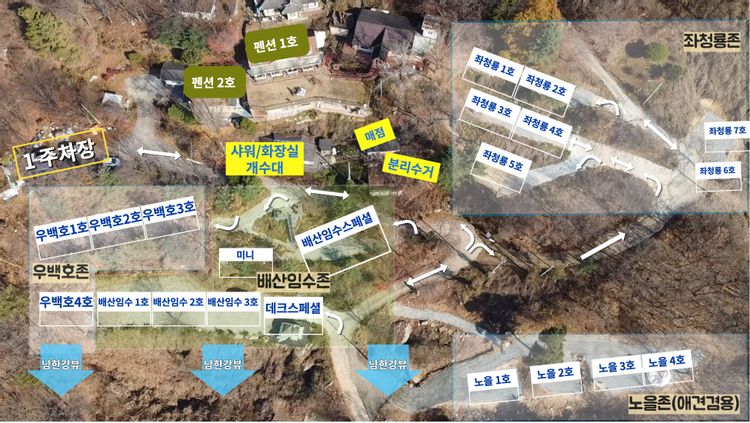 펜션 1호
펜션 2호
좌청룡존
좌청룡 1호
좌청룡 2호
좌청룡 3호
좌청룡 4호
좌청룡 5호
좌청룡 7호
좌청룡 6호
1 주차장
샤워/화장실
개수대
매점
분리수거
우백호1호
우백호2호
우백호3호
배산임수스페셜
미니
우백호존
배산임수존
우백호4호
배산임수 1호
배산임수 2호
배산임수 3호
데크스페셜
남한강뷰
남한강뷰
남한강뷰
노을 1호
노을 2호
노을 3호
노을 4호
노을존(애견겸용)